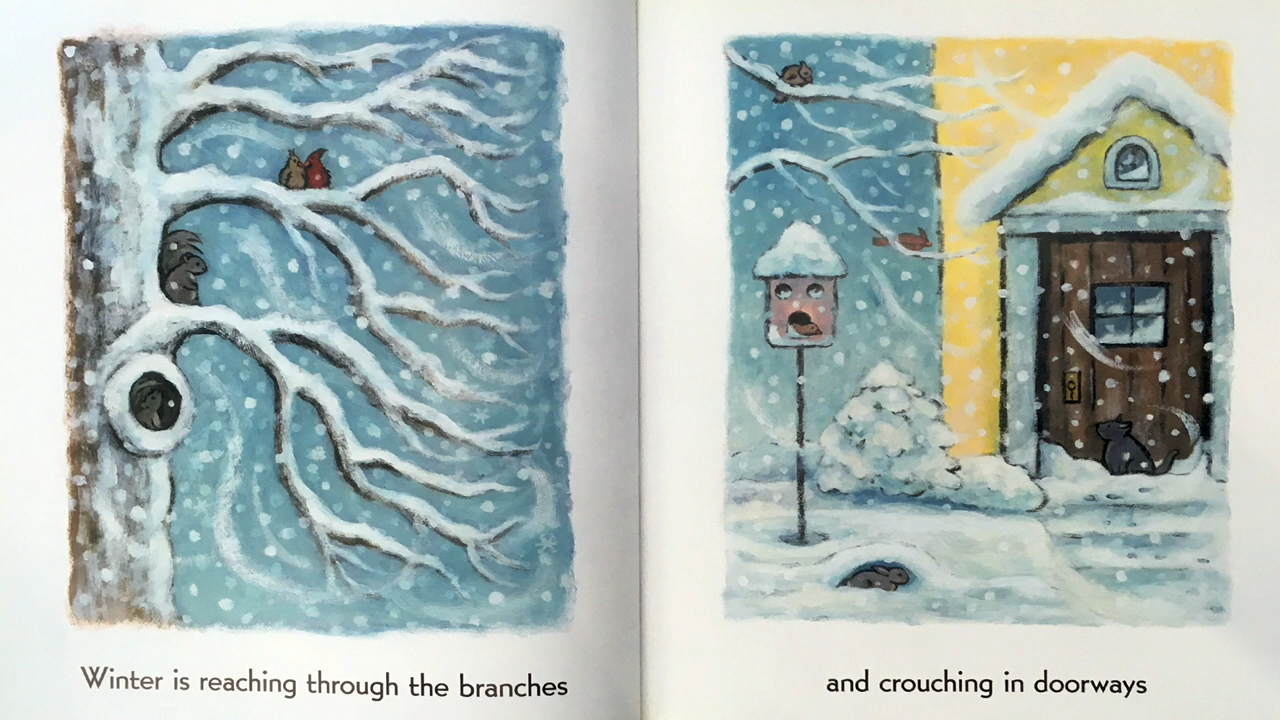 Winter is reaching through the branches
and crouching in doorways